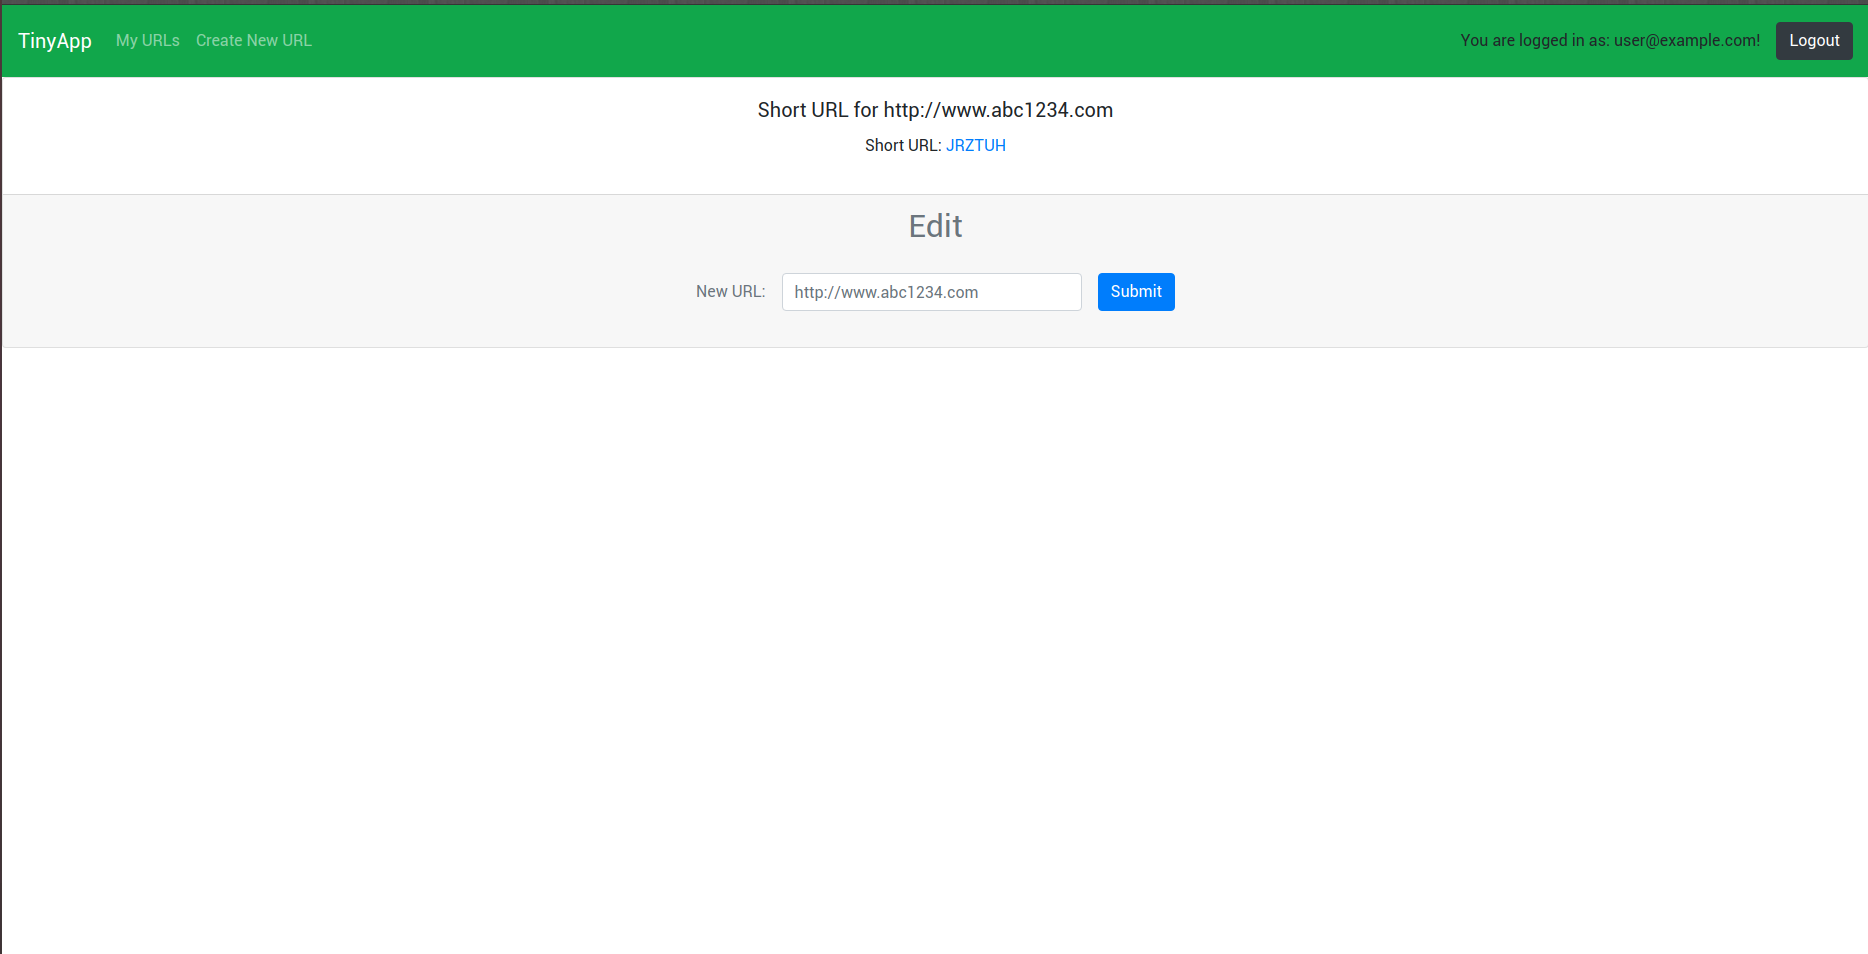 TinyApp My URLs Create New URL You are logged in as: user@example.com! Logout
Short URL for http://www.abc1234.com
Short URL: JRZTUH
Edit
New URL: http://www.abc1234.com Submit